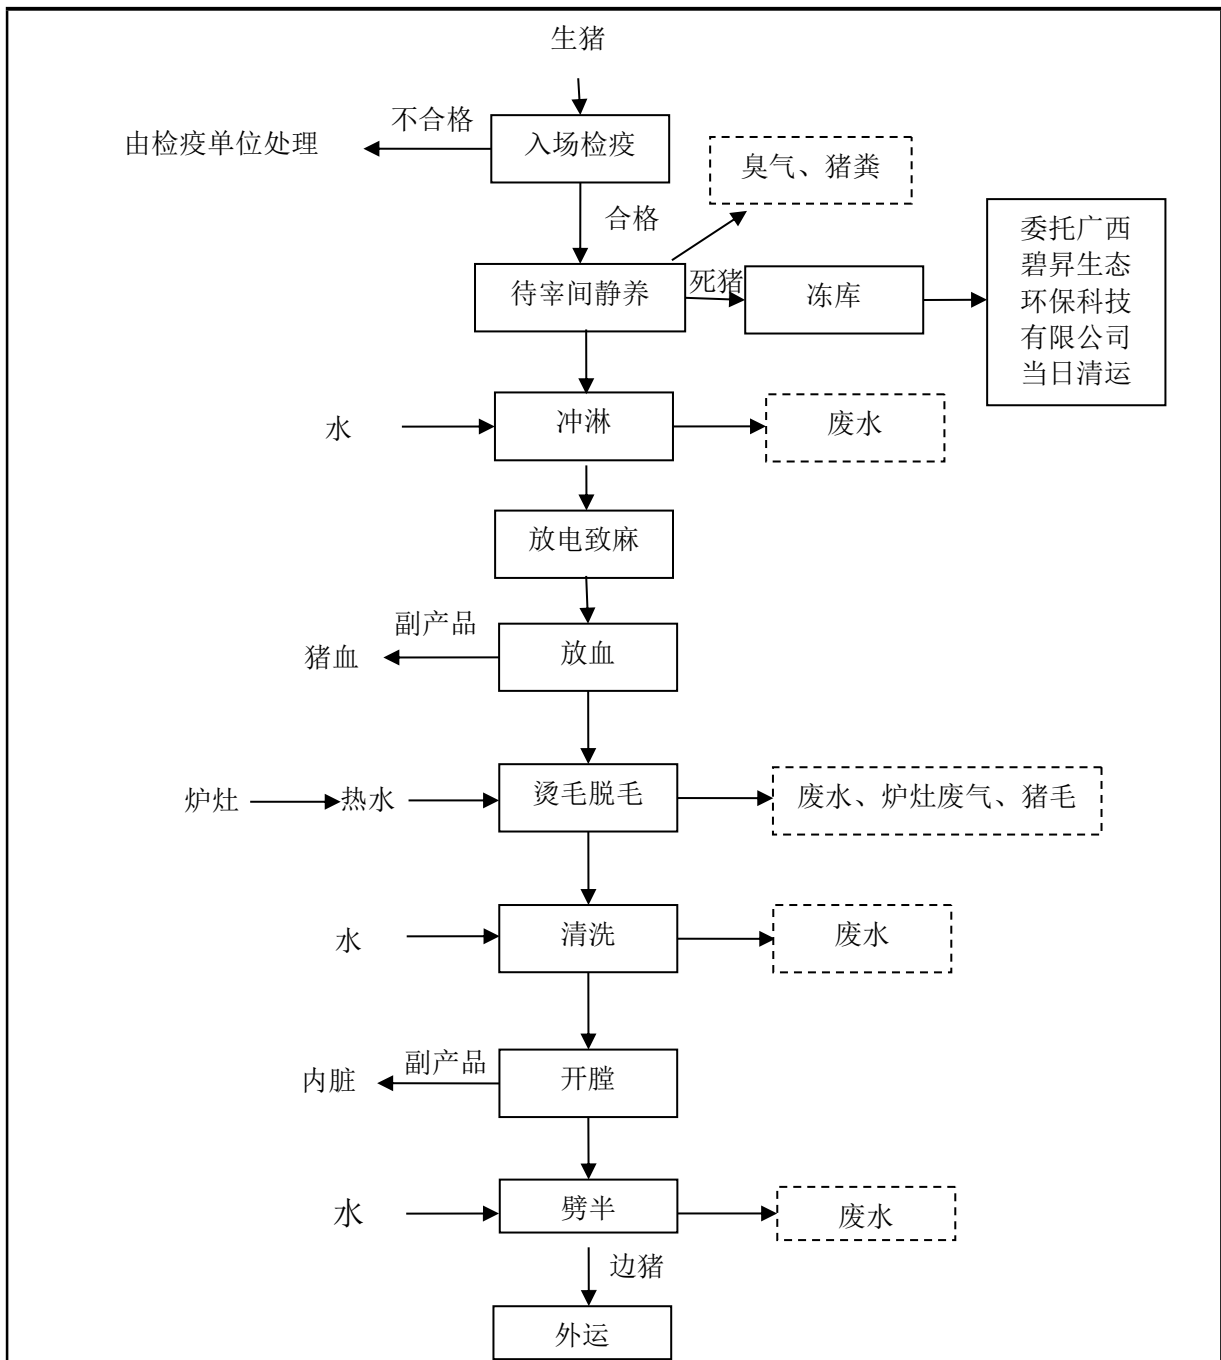 生猪
不合格
由检疫单位处理
入场检疫
臭气、猪粪
合格
委托广西
碧昇生态
环保科技
有限公司
当日清运
待宰间静养
死猪
冻库
水
冲淋
废水
放电致麻
副产品
猪血
放血
炉灶
热水
烫毛脱毛
废水、炉灶废气、猪毛
水
清洗
废水
副产品
内脏
开膛
水
劈半
废水
边猪
外运